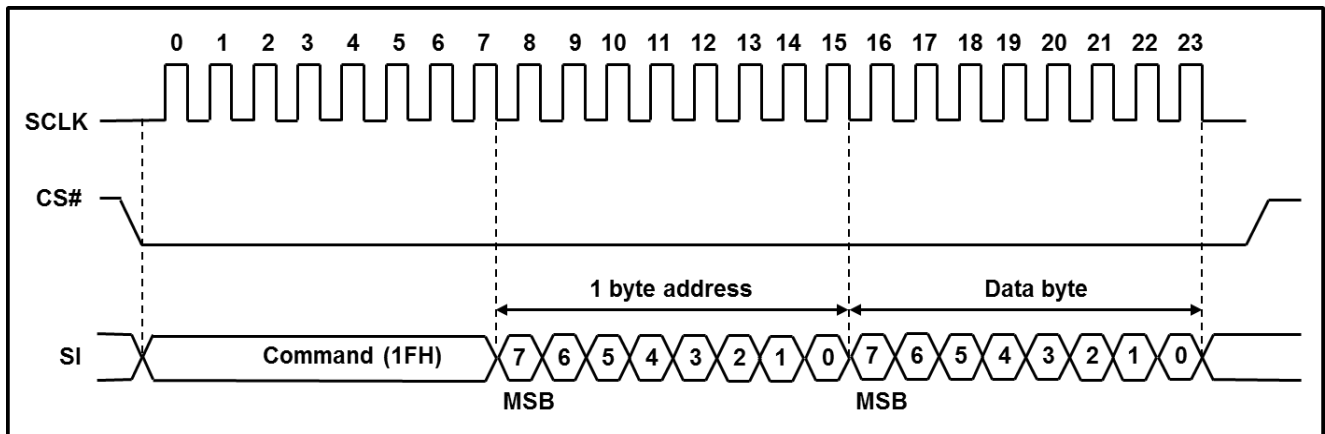 0 1 2 3 4 5 6 7 8 9 10 11 12 13 14 15 16 17 18 19 20 21 22 23
SCLK
CS#
1 byte address Data byte
SI Command (1FH) 7 6 5 4 3 2 1 0 7 6 5 4 3 2 1 0
MSB MSB